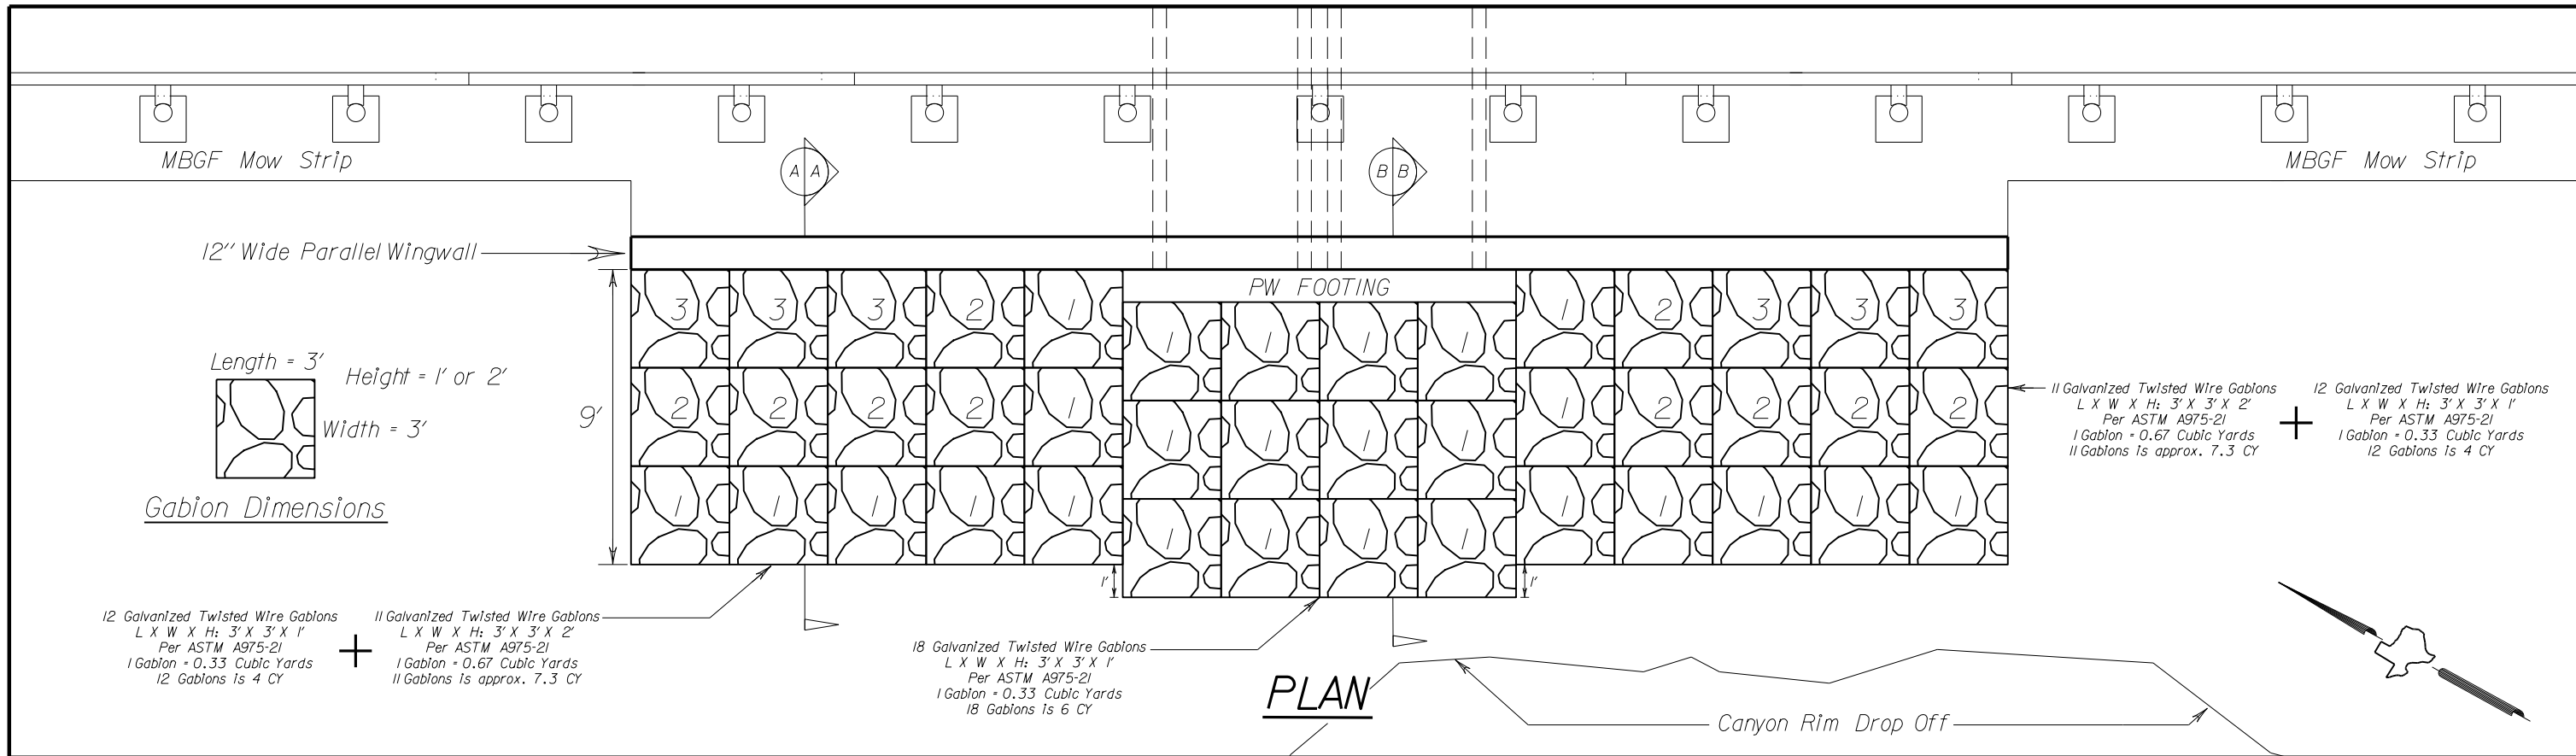 MBGF Mow Strip
MBGF Mow Strip
A A
B B
12" Wide Parallel Wingwall
PW FOOTING
3 3 3 2 1
1 1 1 1
1 2 3 3 3
Length = 3'
Height = 1' or 2'
Width = 3'
Gabion Dimensions
9'
2 2 2 2 1
1 1 1 1
1 2 2 2 2
11 Galvanized Twisted Wire Gabions
L X W X H: 3' X 3' X 2'
Per ASTM A975-21
1 Gabion = 0.67 Cubic Yards
11 Gabions is approx. 7.3 CY
+
12 Galvanized Twisted Wire Gabions
L X W X H: 3' X 3' X 1'
Per ASTM A975-21
1 Gabion = 0.33 Cubic Yards
12 Gabions is 4 CY
1 1 1 1 1
1 1 1 1
1 1 1 1 1
1'
1'
12 Galvanized Twisted Wire Gabions
L X W X H: 3' X 3' X 1'
Per ASTM A975-21
1 Gabion = 0.33 Cubic Yards
12 Gabions is 4 CY
+
11 Galvanized Twisted Wire Gabions
L X W X H: 3' X 3' X 2'
Per ASTM A975-21
1 Gabion = 0.67 Cubic Yards
11 Gabions is approx. 7.3 CY
18 Galvanized Twisted Wire Gabions
L X W X H: 3' X 3' X 1'
Per ASTM A975-21
1 Gabion = 0.33 Cubic Yards
18 Gabions is 6 CY
PLAN
Canyon Rim Drop Off